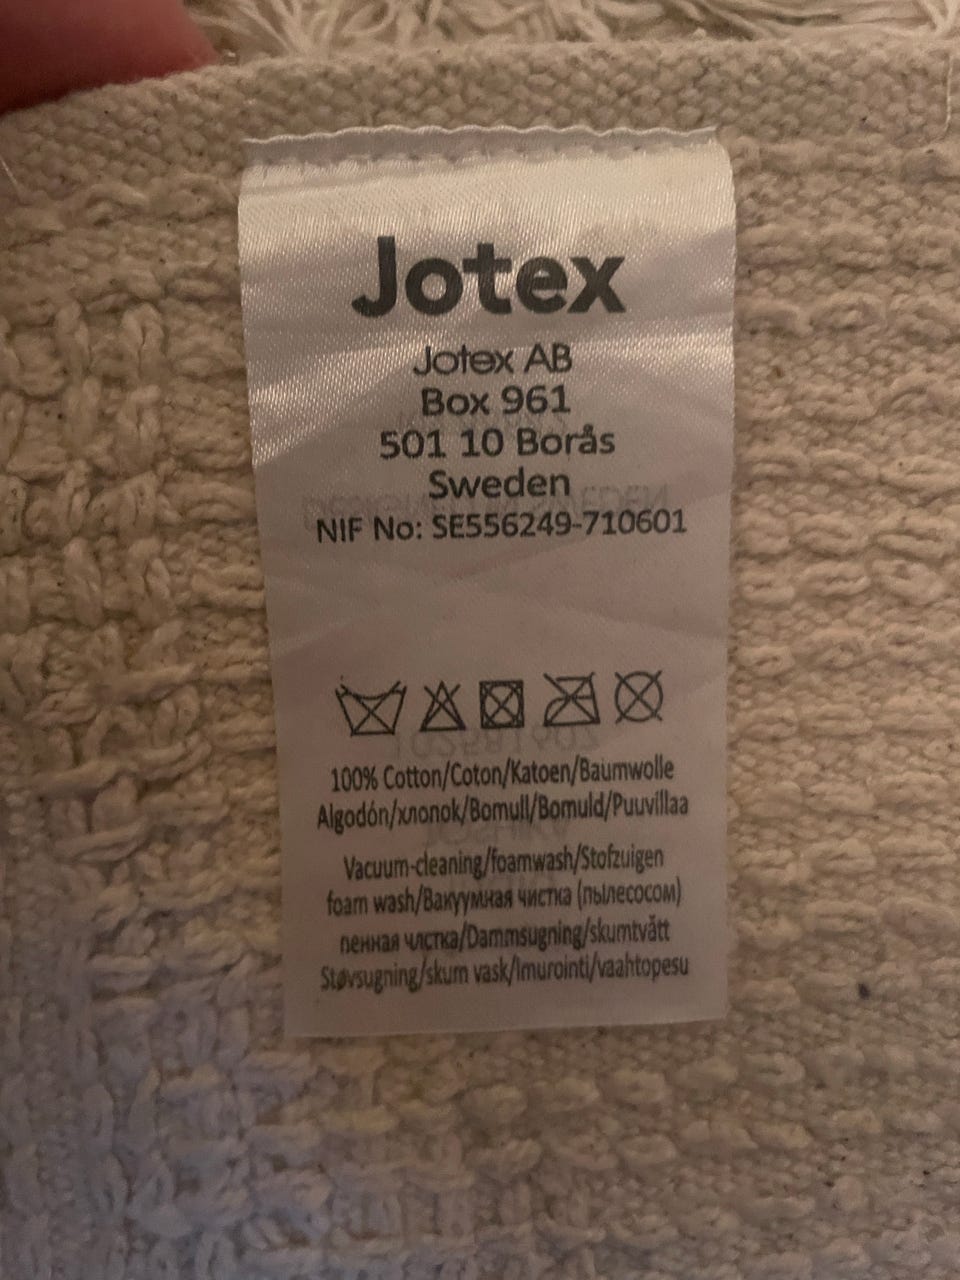 Jotex
Jotex AB
Box 961
501 10 Borås
Sweden
NIF No: SE556249-710601
100% Cotton/Coton/Katoen/Baumwolle
Algodón/хлопок/Bomull/Bomuld/Puuvillaa
Vacuum-cleaning/foamwash/Stofzuigen
foam wash/Вакуумная чистка (пылесосом)
пенная члстка/Dammsugning/skumtvått
Støvsugning/skum vask/Imurointi/vaahtopesu